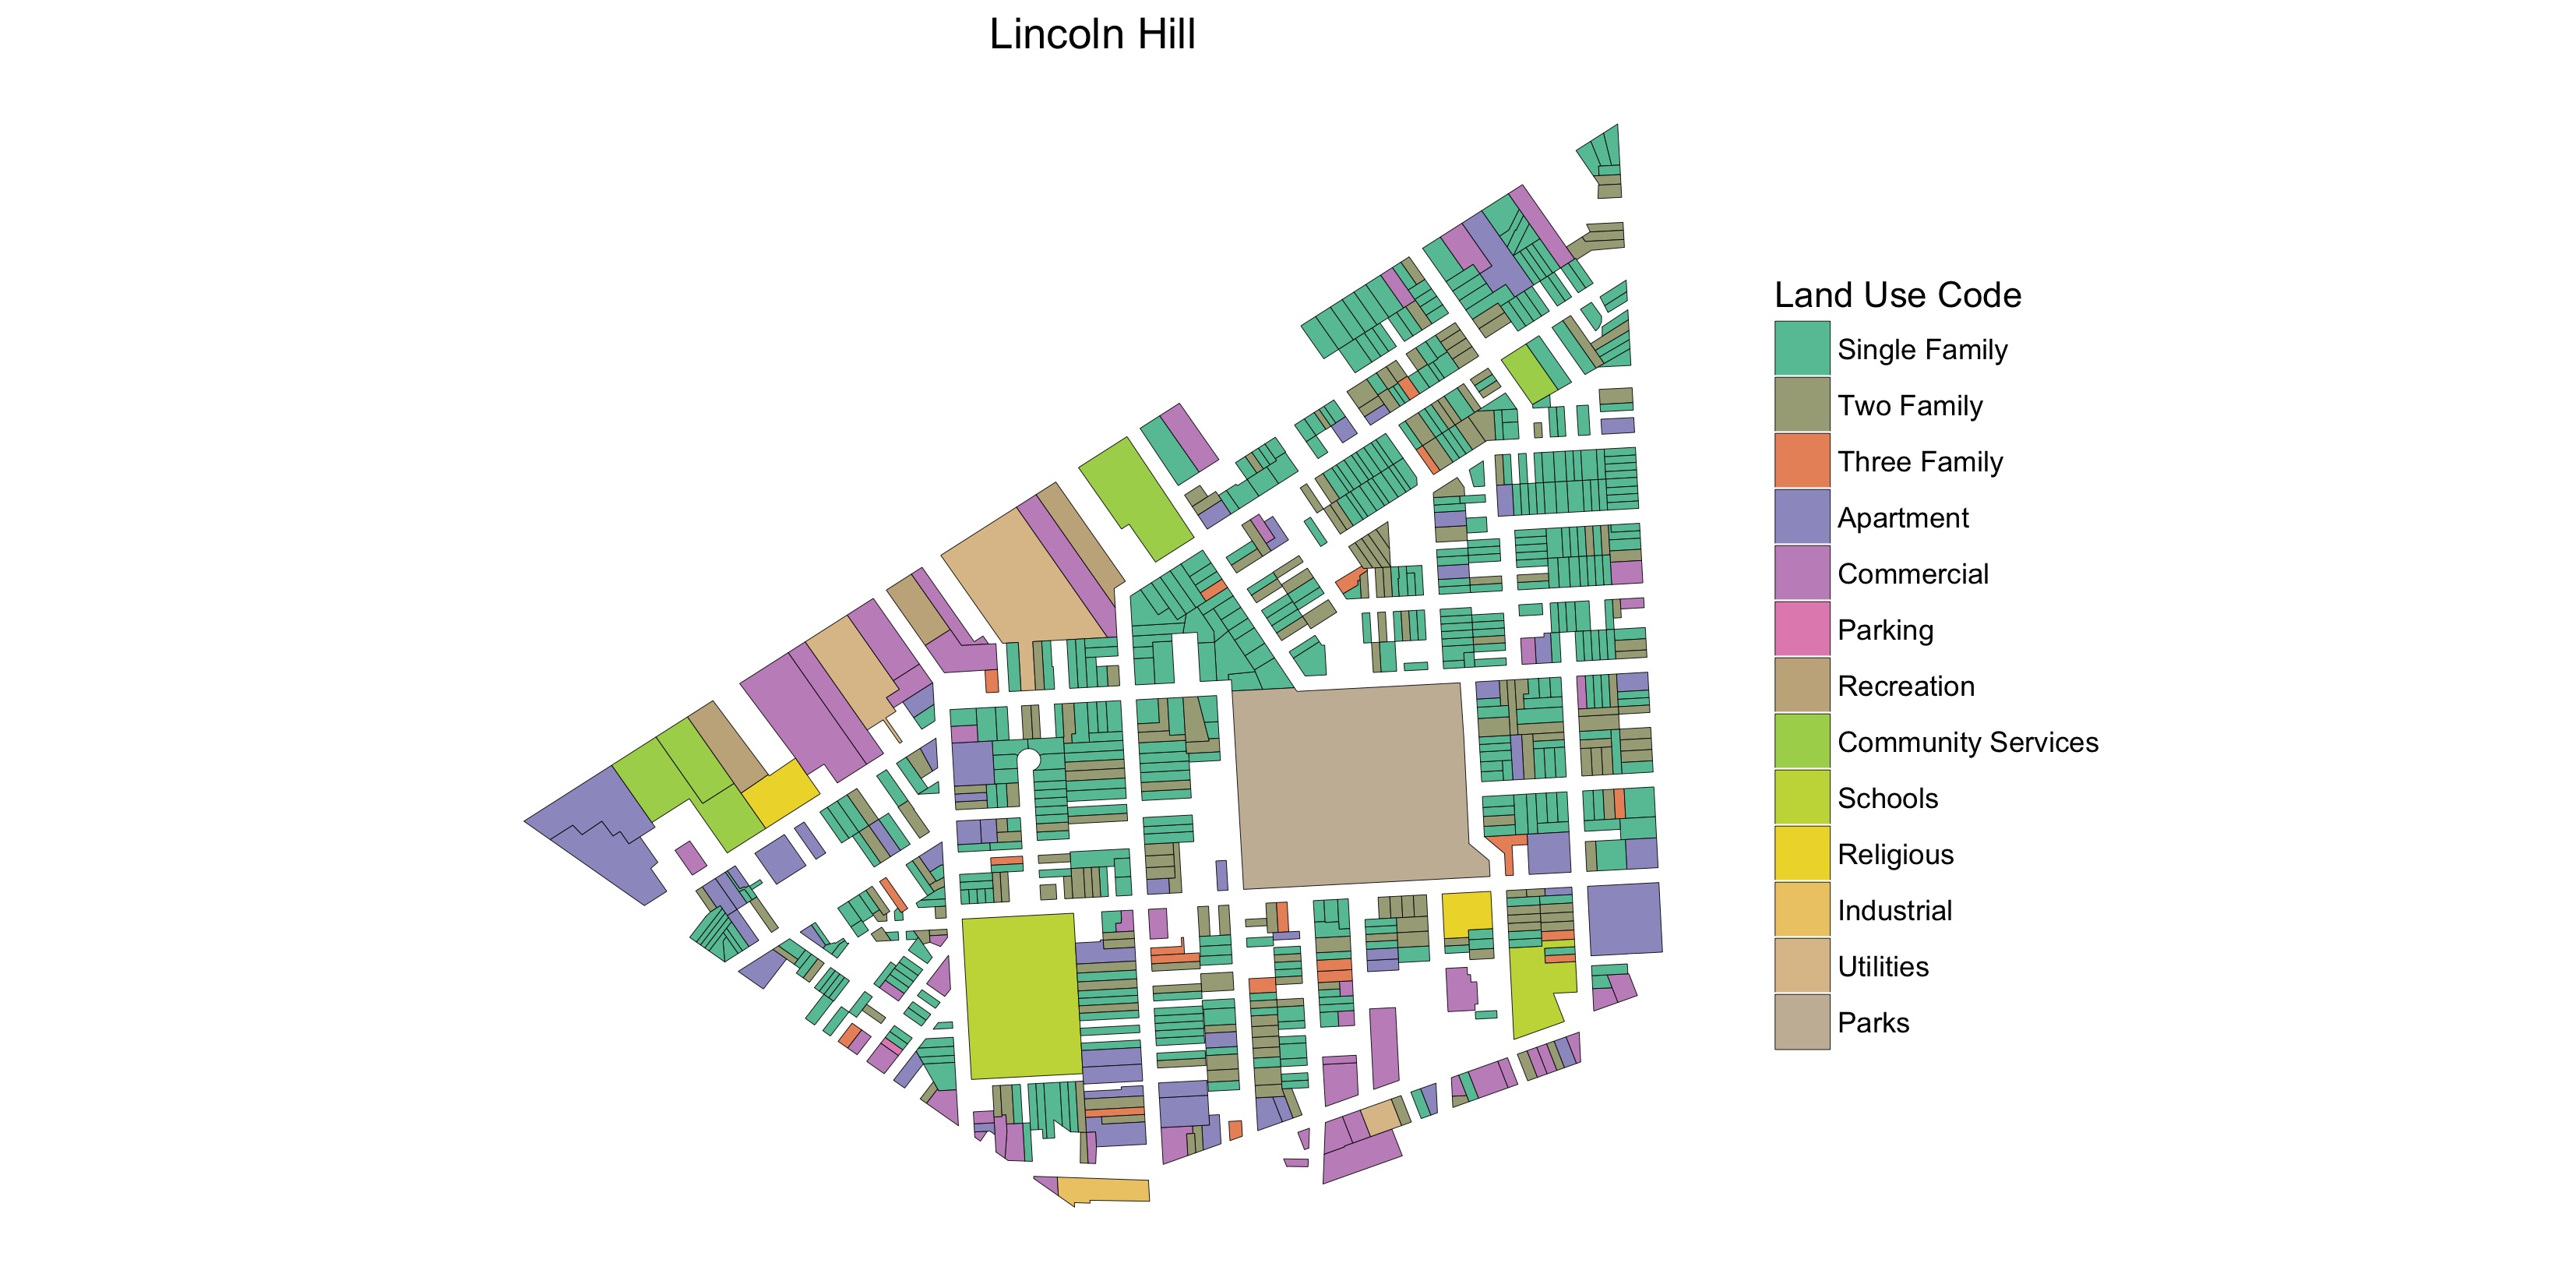 Lincoln Hill
Land Use Code
Single Family
Two Family
Three Family
Apartment
Commercial
Parking
Recreation
Community Services
Schools
Religious
Industrial
Utilities
Parks